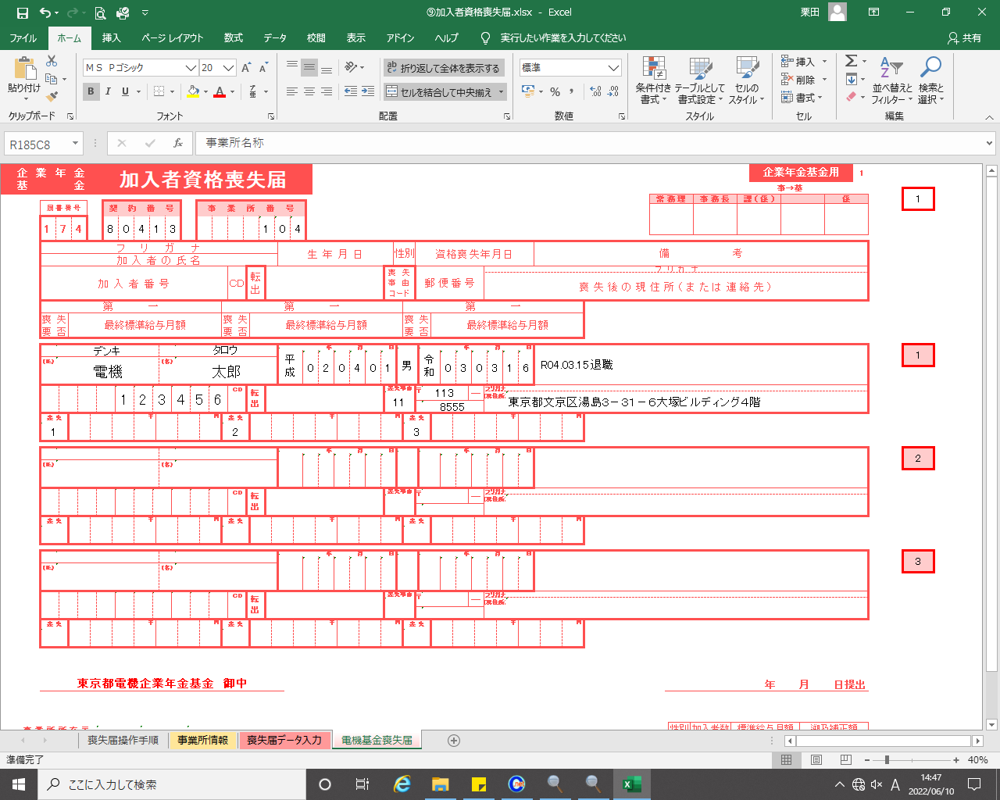 ⑨加入者資格喪失届.xlsx - Excel
栗田
ファイル ホーム 挿入 ページ レイアウト 数式 データ 校閲 表示 アドイン ヘルプ 実行したい作業を入力してください 共有
貼り付け
クリップボード
ＭＳ Ｐゴシック 20
B I U
フォント
折り返して全体を表示する
セルを結合して中央揃え
配置
標準
数値
条件付き書式 テーブルとして書式設定 セルのスタイル
スタイル
挿入
削除
書式
セル
並べ替えとフィルター 検索と選択
編集
R185C8 fx 事業所名称
企業年金基金 加入者資格喪失届
企業年金基金用 1
事→基
常務理 事務長 課(係) 係
1
届書番号 契約番号 事業所番号
174 80413 104
フリガナ
加入者の氏名
生年月日 性別 資格喪失年月日 備考
加入者番号 CD 転出 喪失事由コード 郵便番号
フリガナ
喪失後の現住所(または連絡先)
第一 第一 第一
喪失要否 最終標準給与月額 喪失要否 最終標準給与月額 喪失要否 最終標準給与月額
デンキ タロウ
(氏) 電機 (名) 太郎
平成 年 月 日 020401 男 令和 年 月 日 030316 R04.03.15退職
1
123456 CD 転出 喪失事由 11 〒 113 — 8555
フリガナ
現住所 東京都文京区湯島3－31－6大塚ビルディング4階
喪失 1 千 円 喪失 2 千 円 喪失 3 千 円
(氏) (名) 年 月 日 年 月 日
2
CD 転出 喪失事由 〒 — フリガナ 現住所
喪失 千 円 喪失 千 円 喪失 千 円
(氏) (名) 年 月 日 年 月 日
3
CD 転出 喪失事由 〒 — フリガナ 現住所
喪失 千 円 喪失 千 円 喪失 千 円
東京都電機企業年金基金 御中
年 月 日提出
性別 加入者数 標準給与月額 遡及補正額
喪失届操作手順 事業所情報 喪失届データ入力 電機基金喪失届
準備完了
40%
ここに入力して検索
A
14:47
2022/06/10